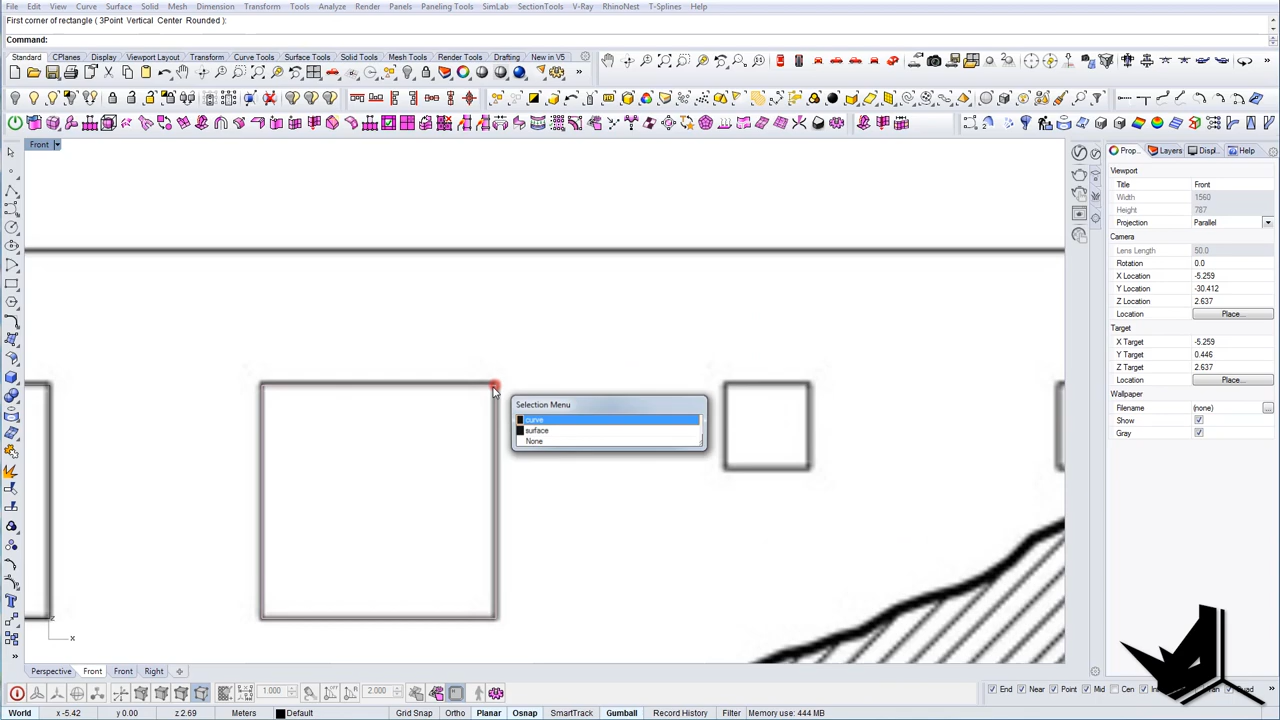 File Edit View Curve Surface Solid Mesh Dimension Transform Tools Analyze Render Panels Paneling Tools SimLab SectionTools V-Ray RhinoNest T-Splines Help
First corner of rectangle ( 3Point Vertical Center Rounded ):
Command:
Standard CPlanes Display Viewport Layout Transform Curve Tools Surface Tools Solid Tools Mesh Tools Render Tools Drafting New in V5
Front
Prop... Layers Displ... Help
Viewport
Title Front
Width 1560
Height 787
Projection Parallel
Camera
Lens Length 50.0
Rotation 0.0
X Location -5.259
Y Location -30.412
Z Location 2.637
Location Place...
Target
X Target -5.259
Y Target 0.446
Z Target 2.637
Location Place...
Wallpaper
Filename (none) ...
Show
Gray
Selection Menu
curve
surface
None
z
x
Perspective Front Front Right
1.000 2.000
End Near Point Mid Cen
World x -5.42 y 0.00 z 2.69 Meters Default Grid Snap Ortho Planar Osnap SmartTrack Gumball Record History Filter Memory use: 444 MB